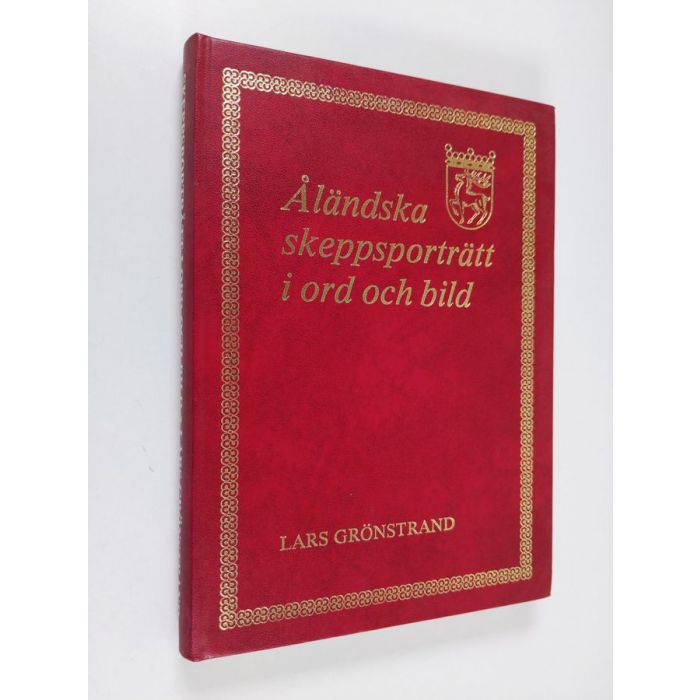 Åländska
skeppsporträtt
i ord och bild
LARS GRÖNSTRAND